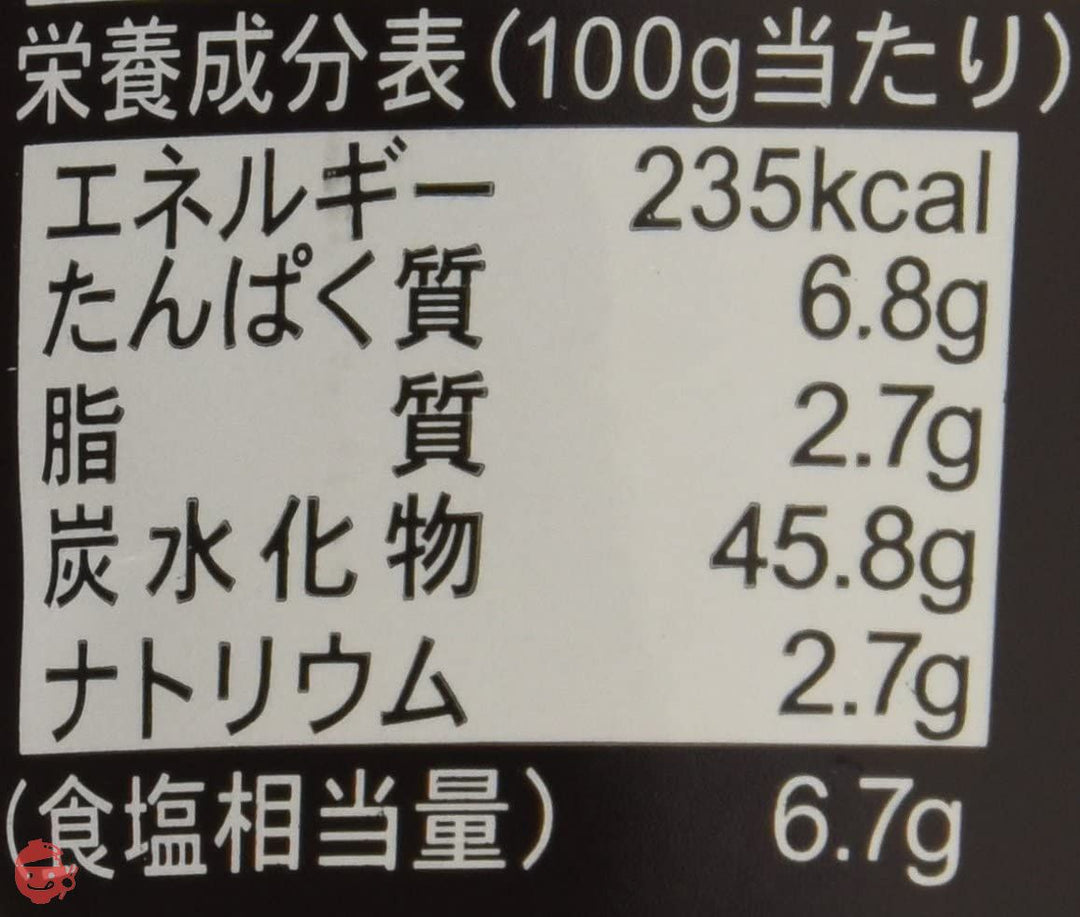 栄養成分表(100g当たり)
エネルギー 235kcal
たんぱく質 6.8g
脂質 2.7g
炭水化物 45.8g
ナトリウム 2.7g
(食塩相当量) 6.7g